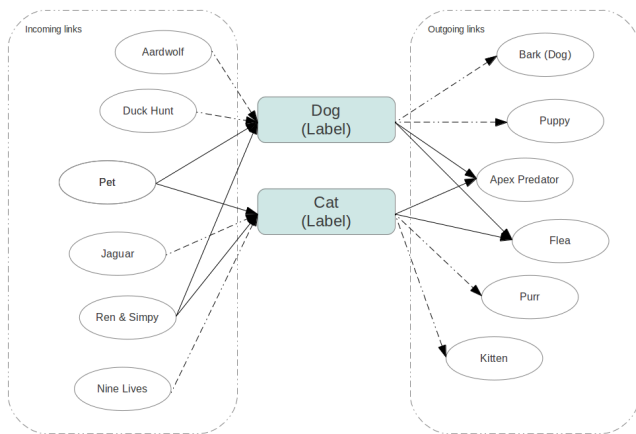 Incoming links
Aardwolf
Duck Hunt
Pet
Jaguar
Ren & Simpy
Nine Lives
Dog
(Label)
Cat
(Label)
Outgoing links
Bark (Dog)
Puppy
Apex Predator
Flea
Purr
Kitten